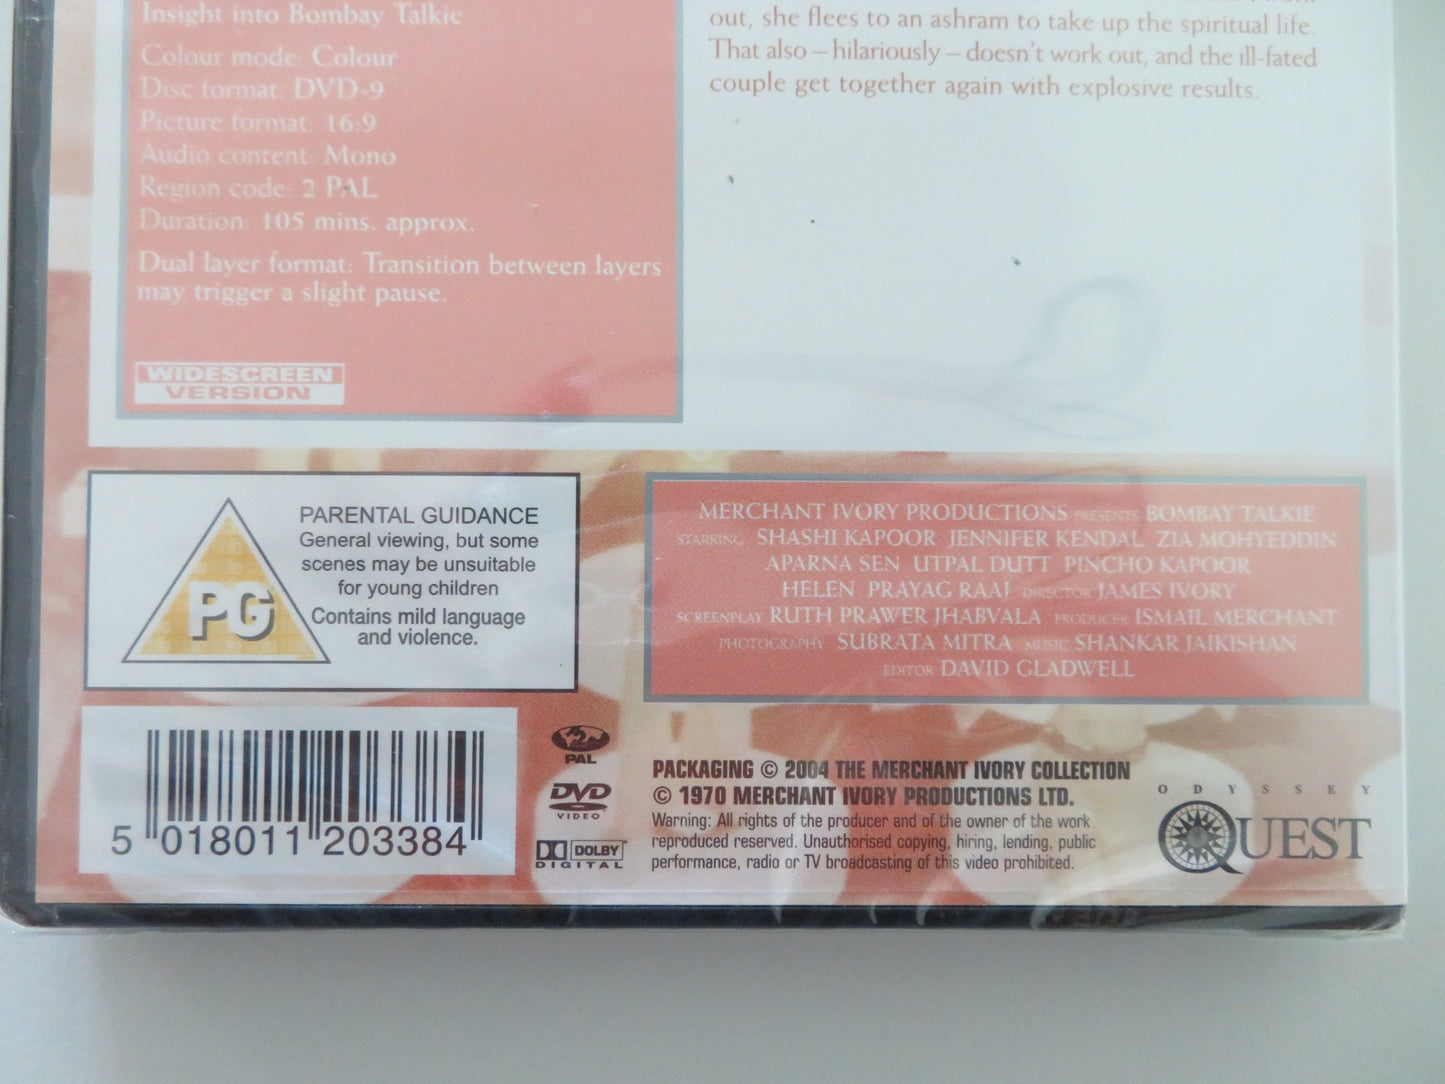 Insight into Bombay Talkie
Colour mode: Colour
Disc format: DVD-9
Picture format: 16:9
Audio content: Mono
Region code: 2 PAL
Duration: 105 mins. approx.
Dual layer format: Transition between layers
may trigger a slight pause.
WIDESCREEN
VERSION
out, she flees to an ashram to take up the spiritual life.
That also – hilariously – doesn't work out, and the ill-fated
couple get together again with explosive results.
PG
PARENTAL GUIDANCE
General viewing, but some
scenes may be unsuitable
for young children
Contains mild language
and violence.
MERCHANT IVORY PRODUCTIONS PRESENTS BOMBAY TALKIE
STARRING SHASHI KAPOOR JENNIFER KENDAL ZIA MOHYEDDIN
APARNA SEN UTPAL DUTT PINCHO KAPOOR
HELEN PRAYAG RAAJ DIRECTOR JAMES IVORY
SCREENPLAY RUTH PRAWER JHABVALA PRODUCER ISMAIL MERCHANT
PHOTOGRAPHY SUBRATA MITRA MUSIC SHANKAR JAIKISHAN
EDITOR DAVID GLADWELL
5 018011 203384
2
PAL
DVD
VIDEO
DOLBY
DIGITAL
PACKAGING © 2004 THE MERCHANT IVORY COLLECTION
© 1970 MERCHANT IVORY PRODUCTIONS LTD.
Warning: All rights of the producer and of the owner of the work
reproduced reserved. Unauthorised copying, hiring, lending, public
performance, radio or TV broadcasting of this video prohibited.
ODYSSEY
QUEST